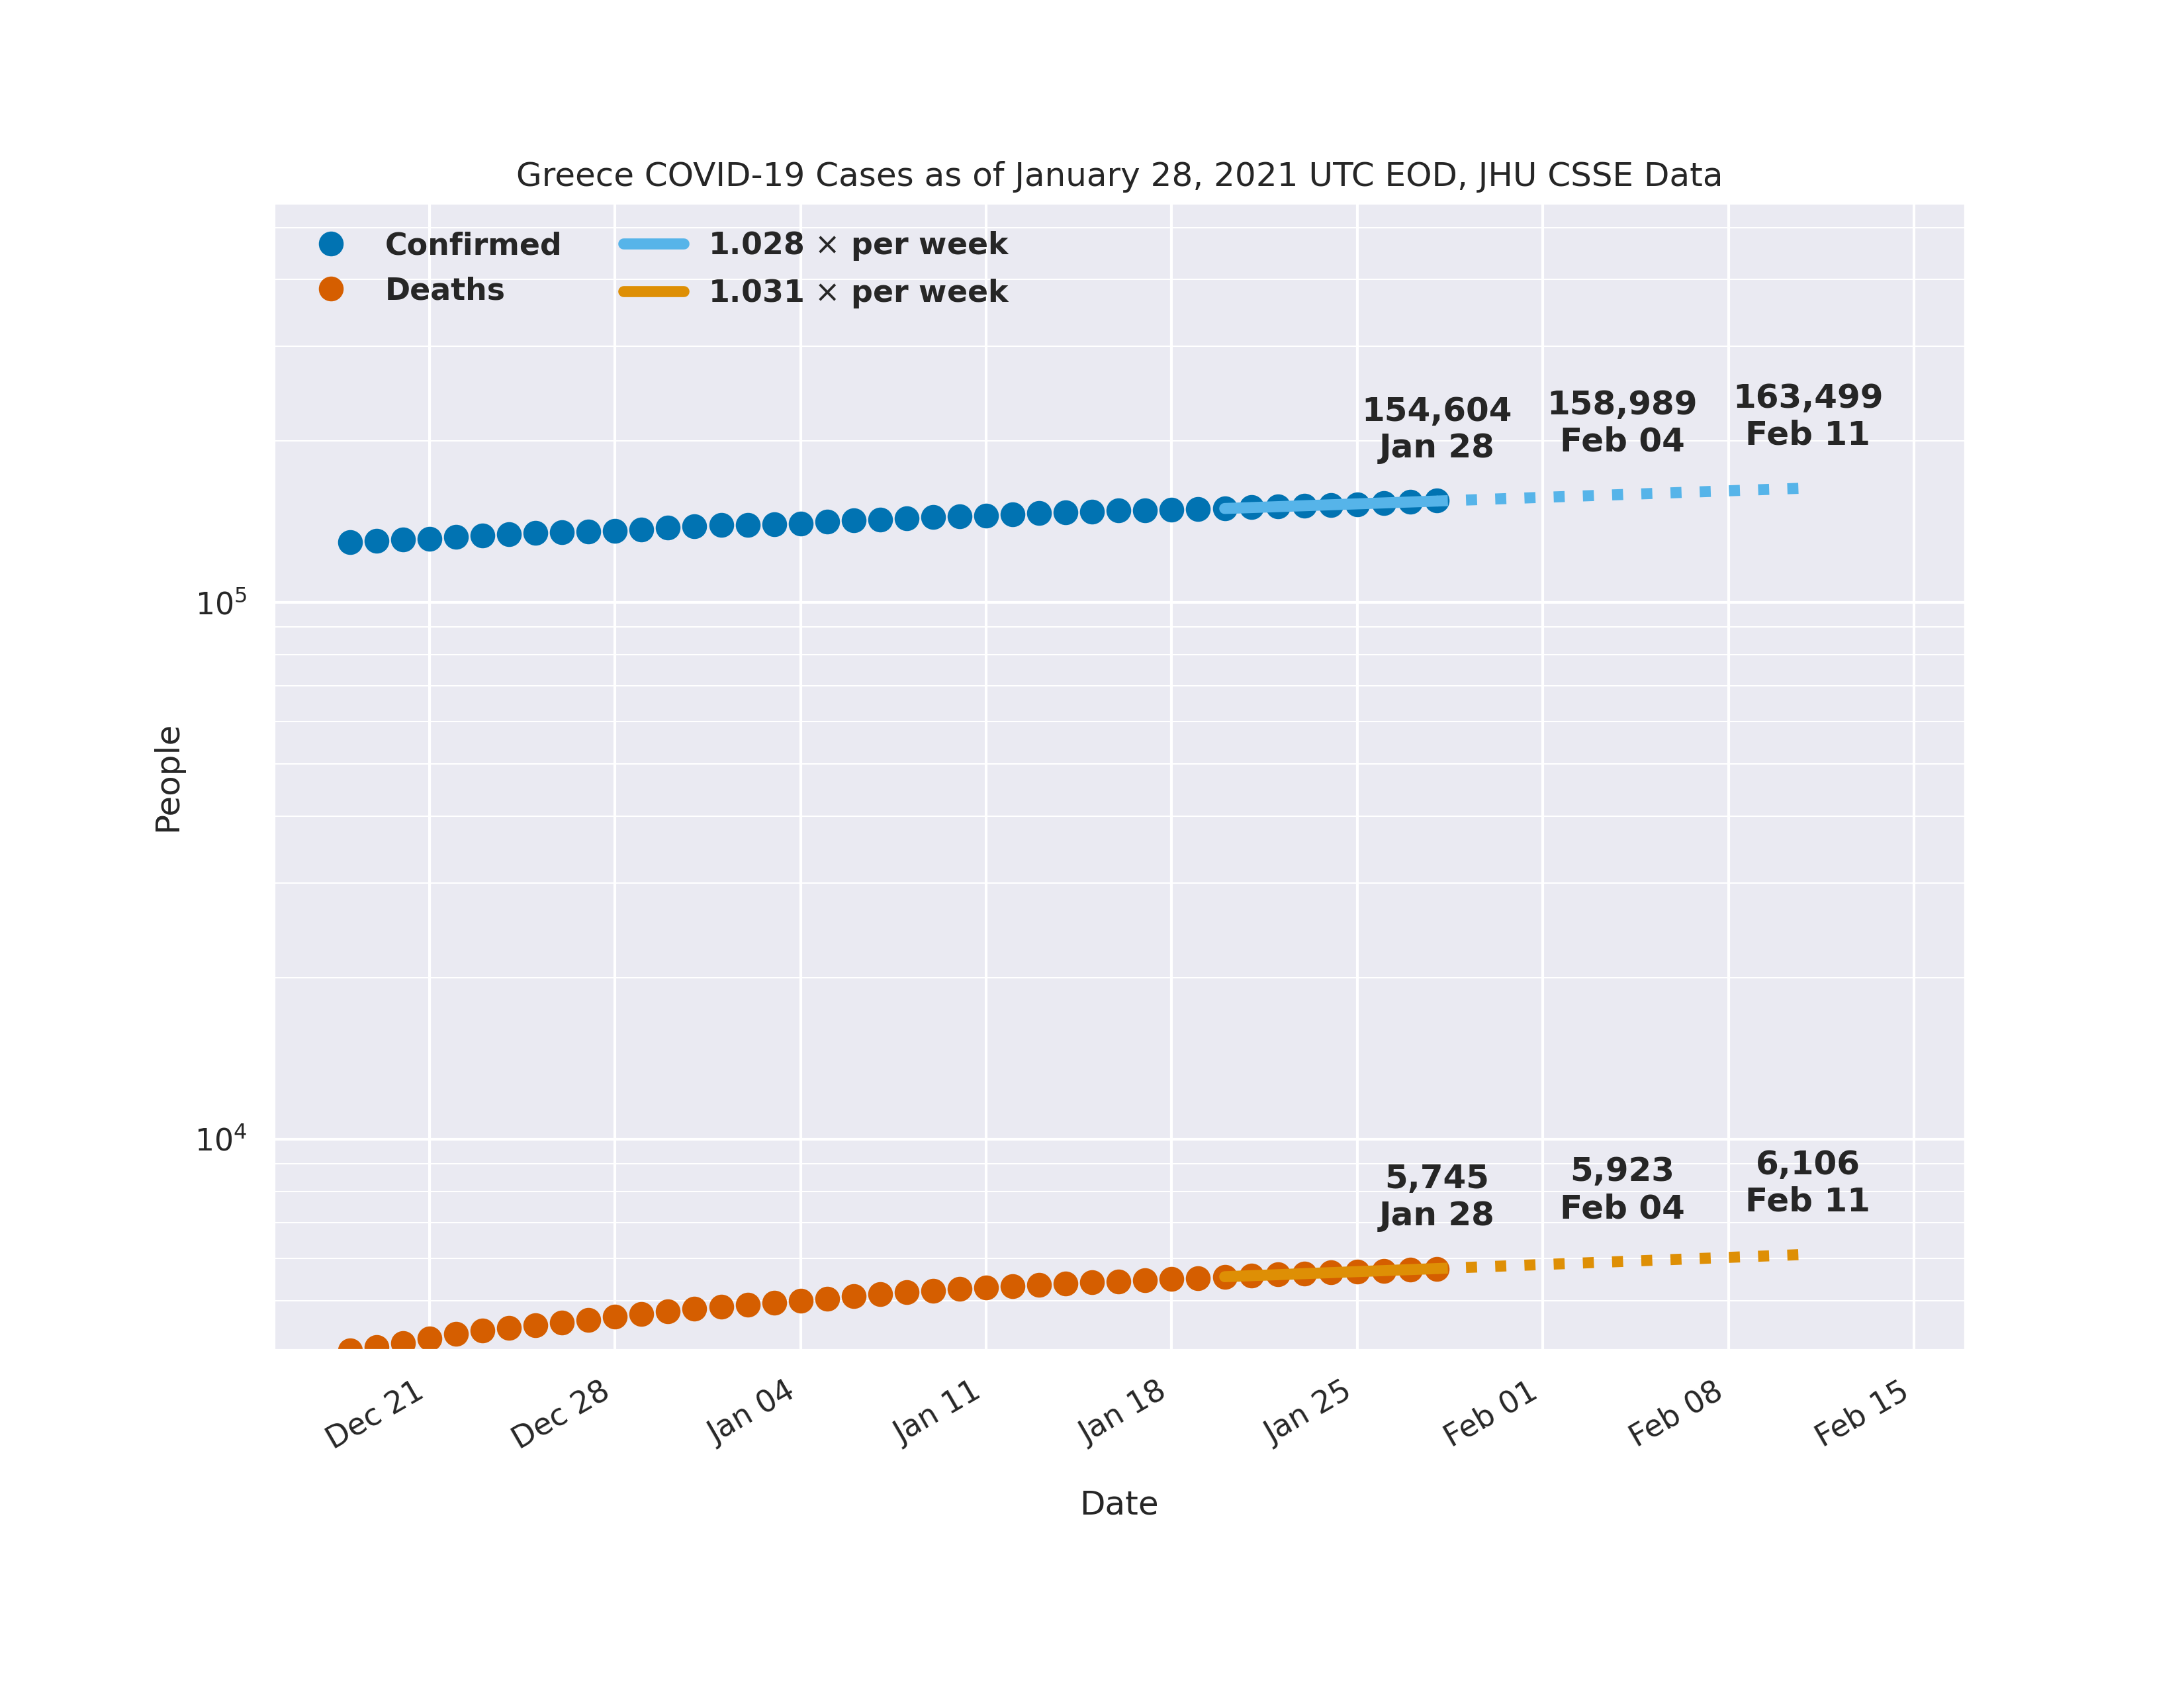 Greece COVID-19 Cases as of January 28, 2021 UTC EOD, JHU CSSE Data
Confirmed
Deaths
1.028 × per week
1.031 × per week
154,604
Jan 28
158,989
Feb 04
163,499
Feb 11
10⁵
People
10⁴
5,745
Jan 28
5,923
Feb 04
6,106
Feb 11
Dec 21
Dec 28
Jan 04
Jan 11
Jan 18
Jan 25
Feb 01
Feb 08
Feb 15
Date